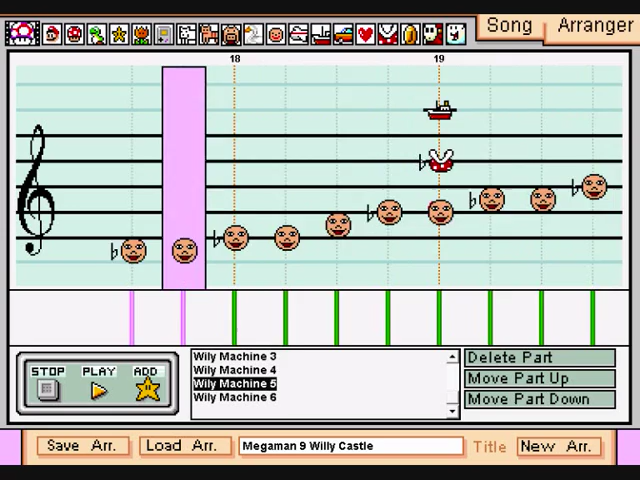 Song
Arranger
18
19
STOP
PLAY
ADD
Wily Machine 3
Wily Machine 4
Wily Machine 5
Wily Machine 6
Delete Part
Move Part Up
Move Part Down
Save Arr.
Load Arr.
Megaman 9 Willy Castle
Title
New Arr.